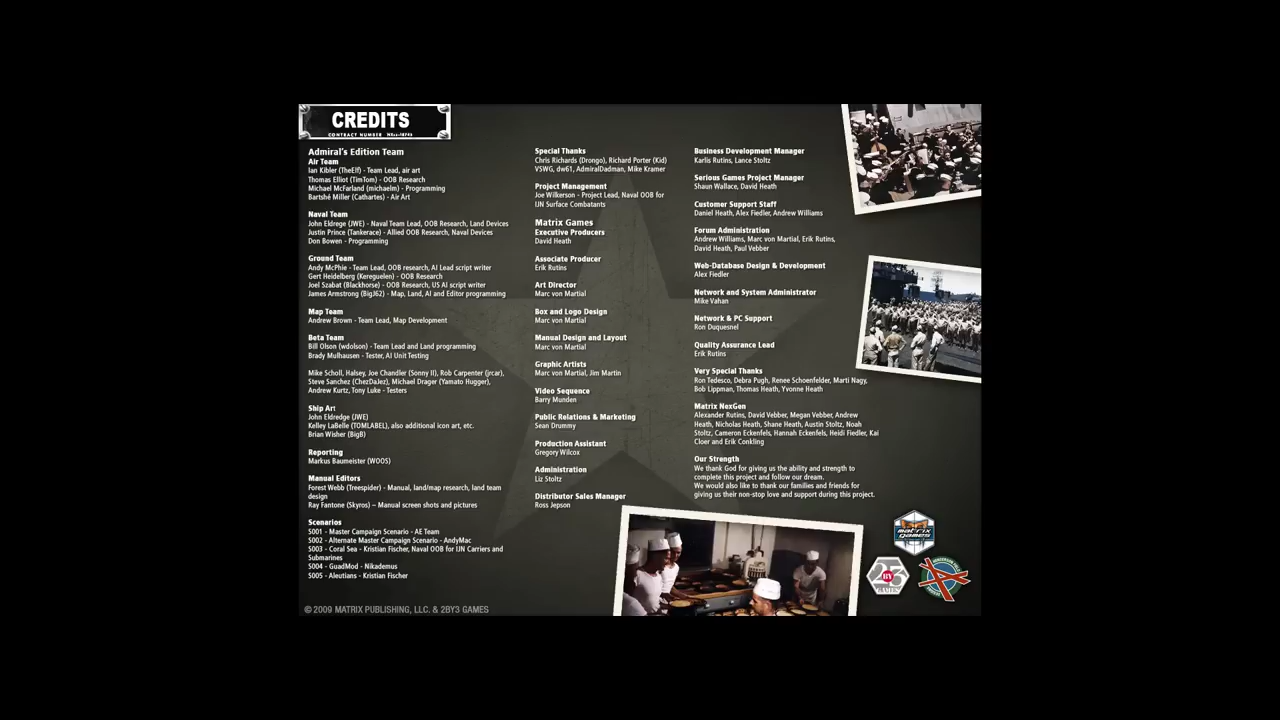 CREDITS
CONTRACT NUMBER
Admiral's Edition Team
Air Team
Ian Kibler (TheElf) - Team Lead, air art
Thomas Elliot (TimTom) - OOB Research
Michael McFarland (michaelm) - Programming
Bartshé Miller (Cathartes) - Air Art
Naval Team
John Eldrege (JWE) - Naval Team Lead, OOB Research, Land Devices
Justin Prince (Tankerace) - Allied OOB Research, Naval Devices
Don Bowen - Programming
Ground Team
Andy McPhie - Team Lead, OOB research, AI Lead script writer
Gert Heidelberg (Kereguelen) - OOB Research
Joel Szabat (Blackhorse) - OOB Research, US AI script writer
James Armstrong (BigJ62) - Map, Land, AI and Editor programming
Map Team
Andrew Brown - Team Lead, Map Development
Beta Team
Bill Olson (wdolson) - Team Lead and Land programming
Brady Mulhausen - Tester, AI Unit Testing
Mike Scholl, Halsey, Joe Chandler (Sonny II), Rob Carpenter (jrcar),
Steve Sanchez (ChezDaJez), Michael Drager (Yamato Hugger),
Andrew Kurtz, Tony Luke - Testers
Ship Art
John Eldredge (JWE)
Kelley LaBelle (TOMLABEL), also additional icon art, etc.
Brian Wisher (BigB)
Reporting
Markus Baumeister (WOOS)
Manual Editors
Forest Webb (Treespider) - Manual, land/map research, land team
design
Ray Fantone (Skyros) – Manual screen shots and pictures
Scenarios
S001 - Master Campaign Scenario - AE Team
S002 - Alternate Master Campaign Scenario - AndyMac
S003 - Coral Sea - Kristian Fischer, Naval OOB for IJN Carriers and
Submarines
S004 - GuadMod - Nikademus
S005 - Aleutians - Kristian Fischer
© 2009 MATRIX PUBLISHING, LLC. & 2BY3 GAMES
Special Thanks
Chris Richards (Drongo), Richard Porter (Kid)
VSWG, dw61, AdmiralDadman, Mike Kramer
Project Management
Joe Wilkerson - Project Lead, Naval OOB for
IJN Surface Combatants
Matrix Games
Executive Producers
David Heath
Associate Producer
Erik Rutins
Art Director
Marc von Martial
Box and Logo Design
Marc von Martial
Manual Design and Layout
Marc von Martial
Graphic Artists
Marc von Martial, Jim Martin
Video Sequence
Barry Munden
Public Relations & Marketing
Sean Drummy
Production Assistant
Gregory Wilcox
Administration
Liz Stoltz
Distributor Sales Manager
Ross Jepson
Business Development Manager
Karlis Rutins, Lance Stoltz
Serious Games Project Manager
Shaun Wallace, David Heath
Customer Support Staff
Daniel Heath, Alex Fiedler, Andrew Williams
Forum Administration
Andrew Williams, Marc von Martial, Erik Rutins,
David Heath, Paul Vebber
Web-Database Design & Development
Alex Fiedler
Network and System Administrator
Mike Vahan
Network & PC Support
Ron Duquesnel
Quality Assurance Lead
Erik Rutins
Very Special Thanks
Ron Tedesco, Debra Pugh, Renee Schoenfelder, Marti Nagy,
Bob Lippman, Thomas Heath, Yvonne Heath
Matrix NexGen
Alexander Rutins, David Vebber, Megan Vebber, Andrew
Heath, Nicholas Heath, Shane Heath, Austin Stoltz, Noah
Stoltz, Cameron Eckenfels, Hannah Eckenfels, Heidi Fiedler, Kai
Cloer and Erik Conkling
Our Strength
We thank God for giving us the ability and strength to
complete this project and follow our dream.
We would also like to thank our families and friends for
giving us their non-stop love and support during this project.
matrix
games
2BY3